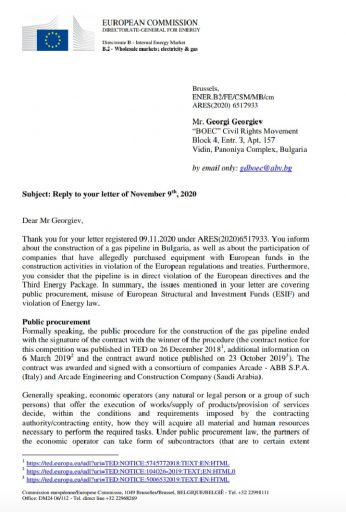 EUROPEAN COMMISSION
DIRECTORATE-GENERAL FOR ENERGY
Directorate B - Internal Energy Market
B.2 - Wholesale markets; electricity & gas
Brussels,
ENER.B2/FE/CSM/MB/cm
ARES(2020) 6517933
Mr. Georgi Georgiev
"BOEC" Civil Rights Movement
Block 4, Entr. 3, Apt. 157
Vidin, Panoniya Complex, Bulgaria
by email only: gdboec@abv.bg
Subject: Reply to your letter of November 9th, 2020
Dear Mr Georgiev,
Thank you for your letter registered 09.11.2020 under ARES(2020)6517933. You inform
about the construction of a gas pipeline in Bulgaria, as well as about the participation of
companies that have allegedly purchased equipment with European funds in the
construction activities in violation of the European regulations and treaties. Furthermore,
you consider that the pipeline is in direct violation of the European directives and the
Third Energy Package. In summary, the issues mentioned in your letter are covering
public procurement, misuse of European Structural and Investment Funds (ESIF) and
violation of Energy law.
Public procurement
Formally speaking, the public procedure for the construction of the gas pipeline ended
with the signature of the contract with the winner of the procedure (the contract notice for
this competition was published in TED on 26 December 2018¹, additional information on
6 March 2019² and the contract award notice published on 23 October 2019³). The
contract was awarded and signed with a consortium of companies Arcade - ABB S.P.A.
(Italy) and Arcade Engineering and Construction Company (Saudi Arabia).
Generally speaking, economic operators (any natural or legal person or a group of such
persons) that offer the execution of works/supply of products/provision of services
decide, within the conditions and requirements imposed by the contracting
authority/contracting entity, how they will acquire all material and human resources
necessary to perform the required tasks. Under public procurement law, the partners of
the economic operator can take form of subcontractors (that are to certain extent
1 https://ted.europa.eu/udl?uri=TED:NOTICE:5745772018:TEXT:EN:HTML
2 https://ted.europa.eu/udl?uri=TED:NOTICE:104026-2019:TEXT:EN:HTML0
3 https://ted.europa.eu/udl?uri=TED:NOTICE:5006532019:TEXT:EN:HTML
Commission européenne/European Commission, 1049 Bruxelles/Brussel, BELGIQUE/BELGIË - Tel. +32 22991111
Office: DM24 06/112 - Tel. direct line +32 22968269